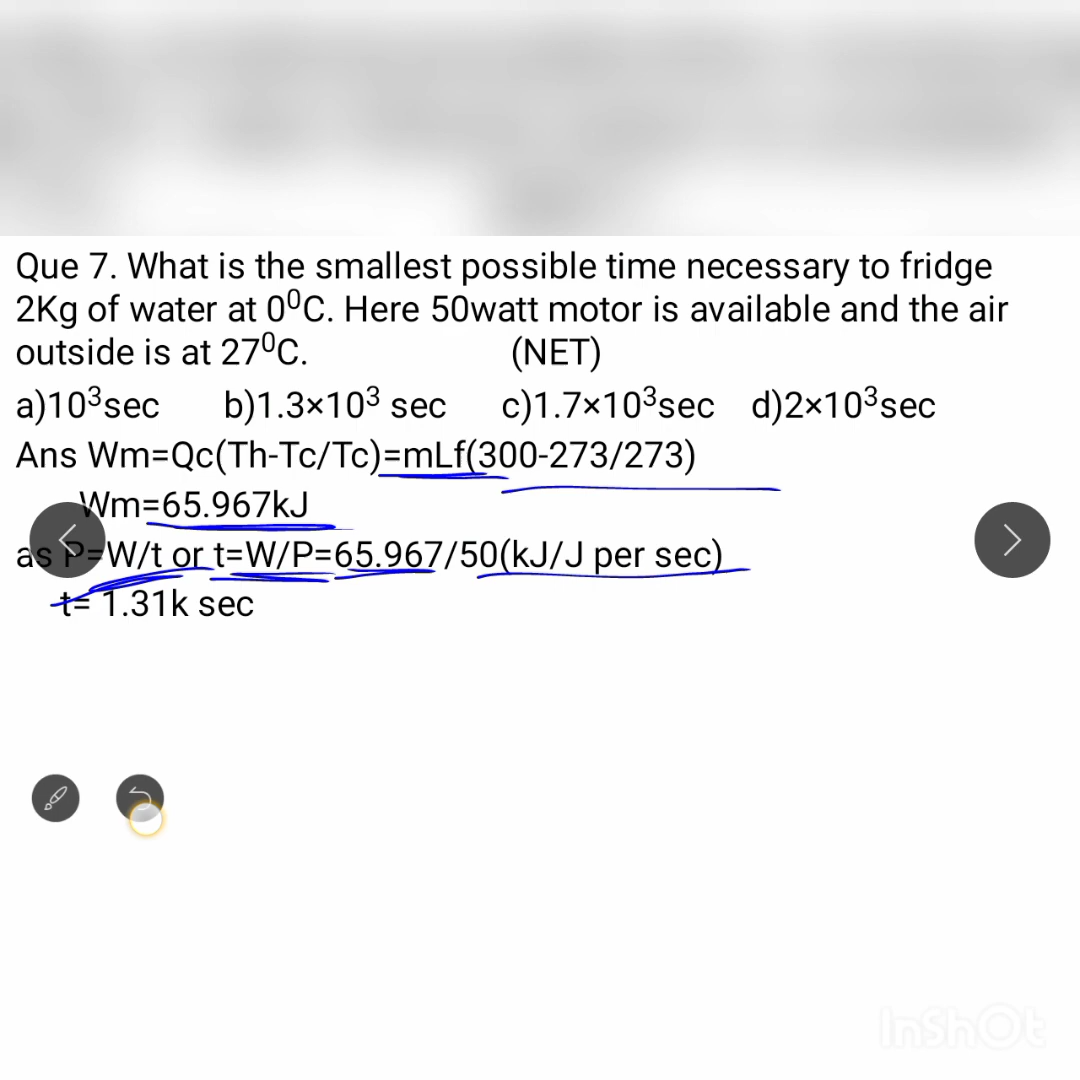 Que 7. What is the smallest possible time necessary to fridge
2Kg of water at 0⁰C. Here 50watt motor is available and the air
outside is at 27⁰C. (NET)
a)10³sec b)1.3×10³ sec c)1.7×10³sec d)2×10³sec
Ans Wm=Qc(Th-Tc/Tc)=mLf(300-273/273)
Wm=65.967kJ
as P=W/t or t=W/P=65.967/50(kJ/J per sec)
t= 1.31k sec
InShOt